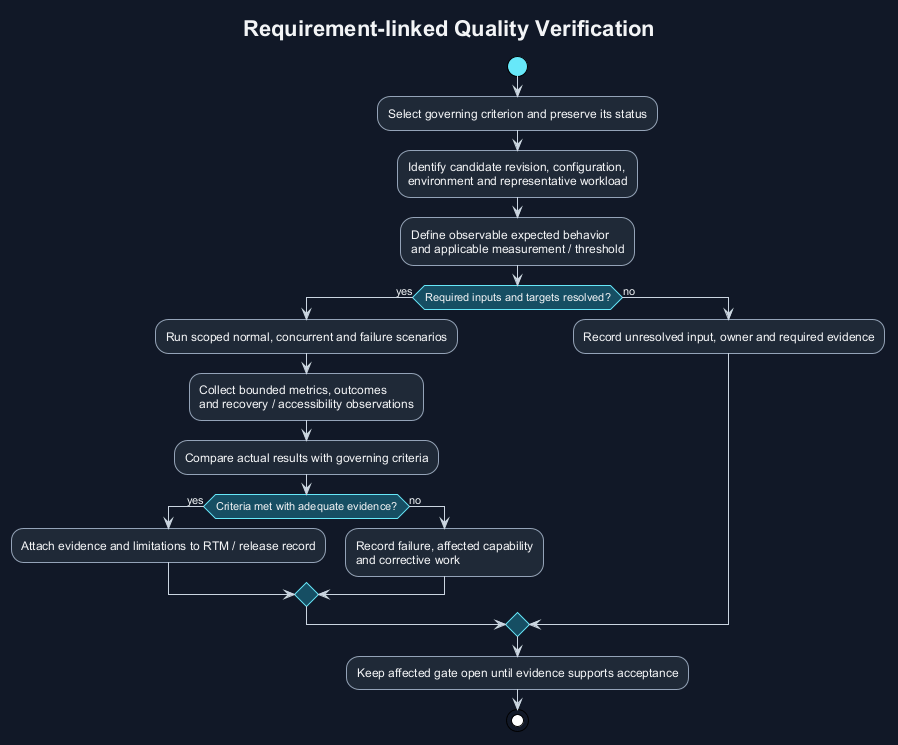 Requirement-linked Quality Verification
Select governing criterion and preserve its status
Identify candidate revision, configuration,
environment and representative workload
Define observable expected behavior
and applicable measurement / threshold
yes
Required inputs and targets resolved?
no
Run scoped normal, concurrent and failure scenarios
Record unresolved input, owner and required evidence
Collect bounded metrics, outcomes
and recovery / accessibility observations
Compare actual results with governing criteria
yes
Criteria met with adequate evidence?
no
Attach evidence and limitations to RTM / release record
Record failure, affected capability
and corrective work
Keep affected gate open until evidence supports acceptance